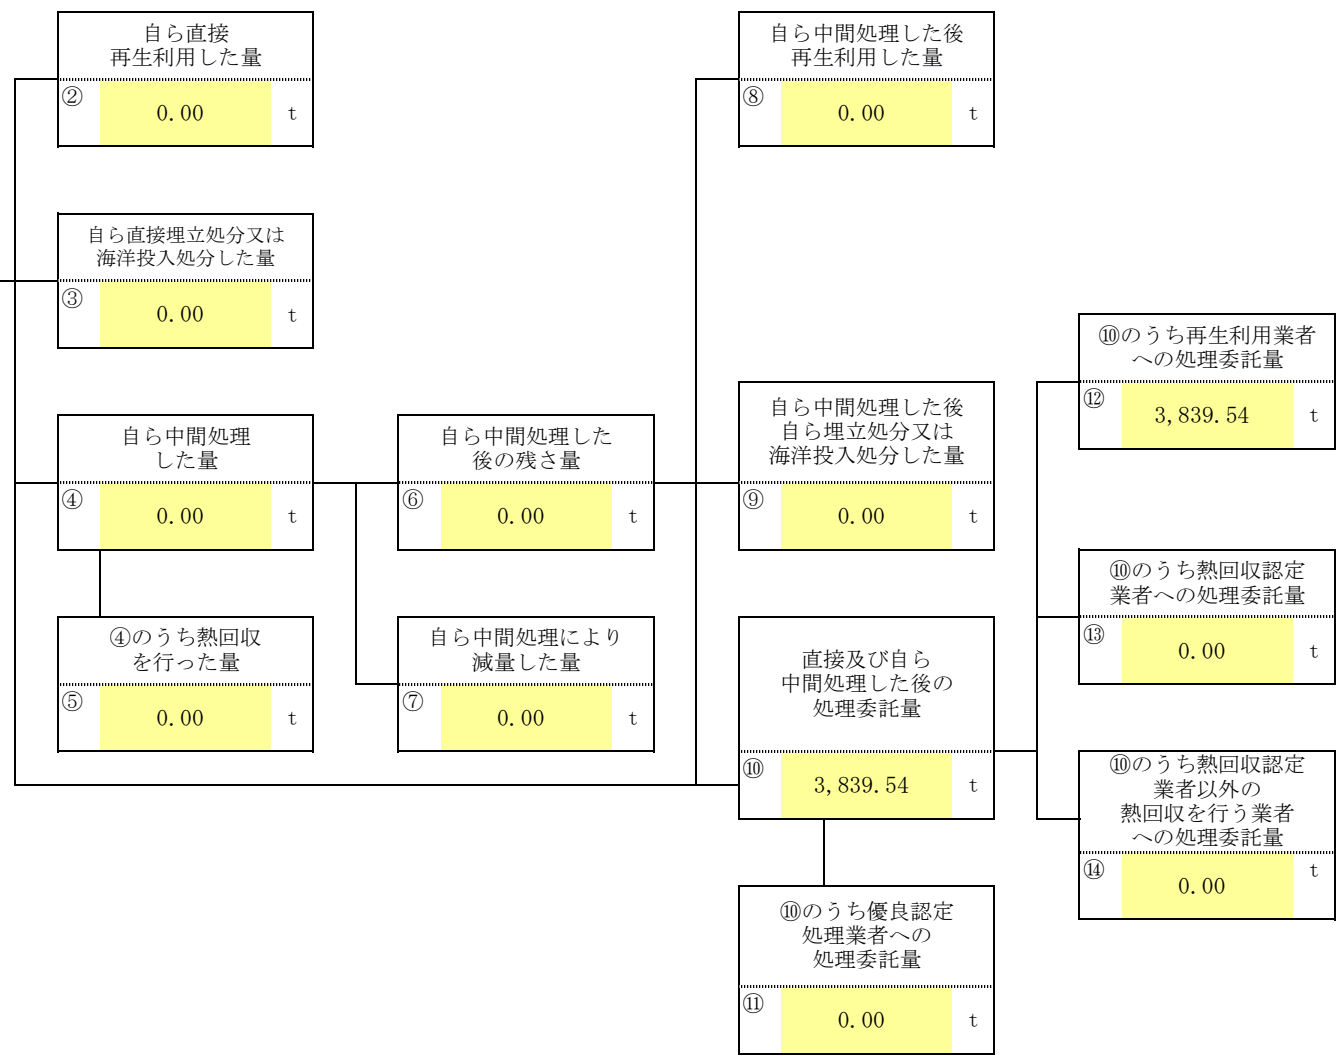 自ら直接
再生利用した量
② 0.00 t
自ら中間処理した後
再生利用した量
⑧ 0.00 t
自ら直接埋立処分又は
海洋投入処分した量
③ 0.00 t
⑩のうち再生利用業者
への処理委託量
⑫ 3,839.54 t
自ら中間処理
した量
④ 0.00 t
自ら中間処理した
後の残さ量
⑥ 0.00 t
自ら中間処理した後
自ら埋立処分又は
海洋投入処分した量
⑨ 0.00 t
⑩のうち熱回収認定
業者への処理委託量
⑬ 0.00 t
④のうち熱回収
を行った量
⑤ 0.00 t
自ら中間処理により
減量した量
⑦ 0.00 t
直接及び自ら
中間処理した後の
処理委託量
⑩ 3,839.54 t
⑩のうち熱回収認定
業者以外の
熱回収を行う業者
への処理委託量
⑭ 0.00 t
⑩のうち優良認定
処理業者への
処理委託量
⑪ 0.00 t